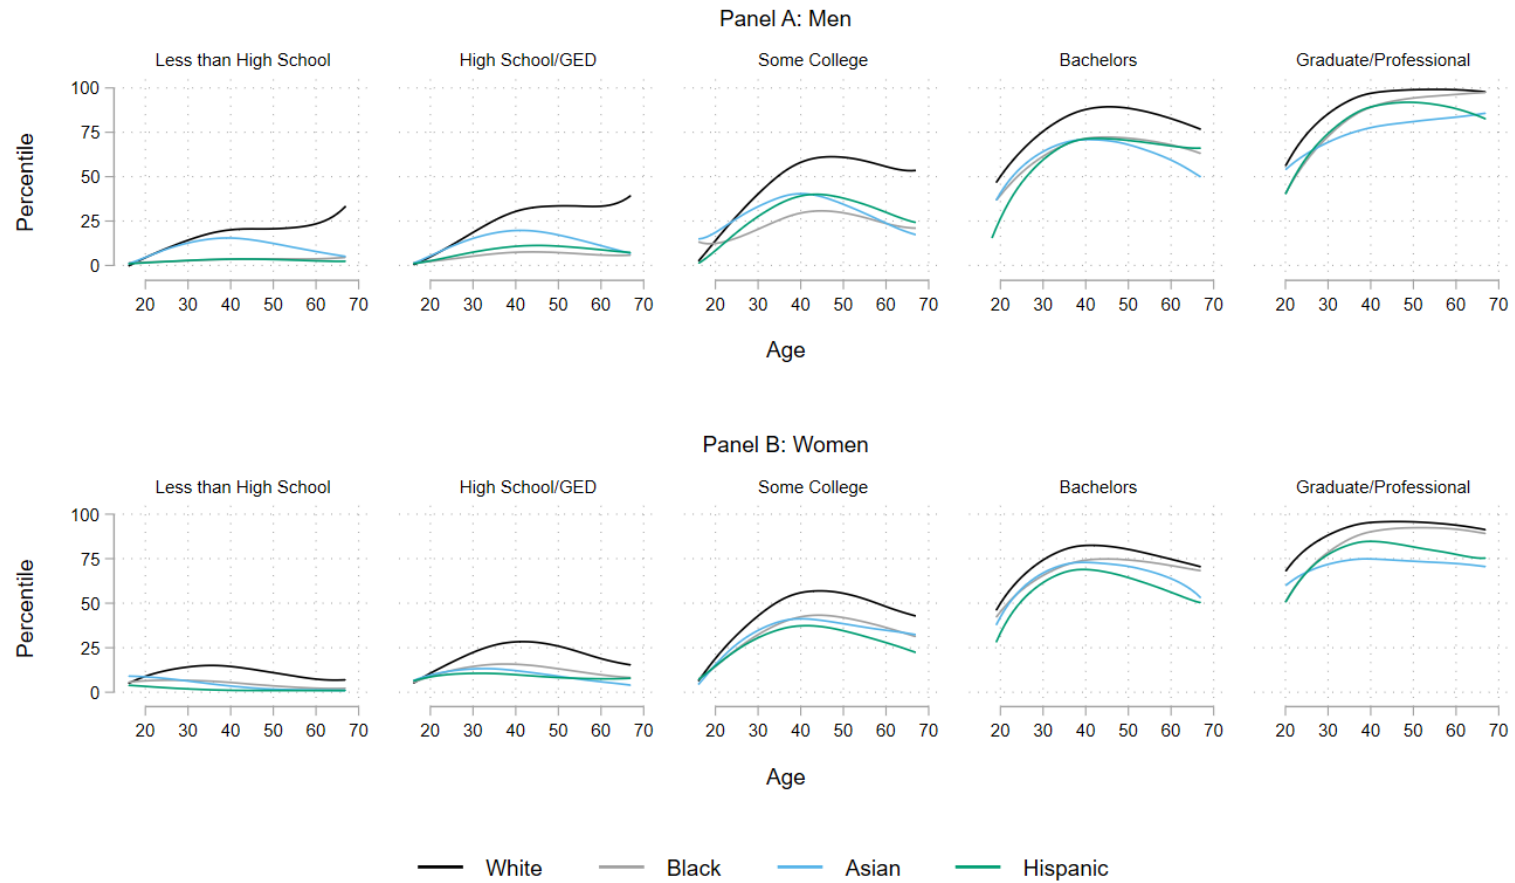 Panel A: Men
Less than High School High School/GED Some College Bachelors Graduate/Professional
100
75
50
25
0
Percentile
20 30 40 50 60 70 20 30 40 50 60 70 20 30 40 50 60 70 20 30 40 50 60 70 20 30 40 50 60 70
Age
Panel B: Women
Less than High School High School/GED Some College Bachelors Graduate/Professional
100
75
50
25
0
Percentile
20 30 40 50 60 70 20 30 40 50 60 70 20 30 40 50 60 70 20 30 40 50 60 70 20 30 40 50 60 70
Age
White Black Asian Hispanic